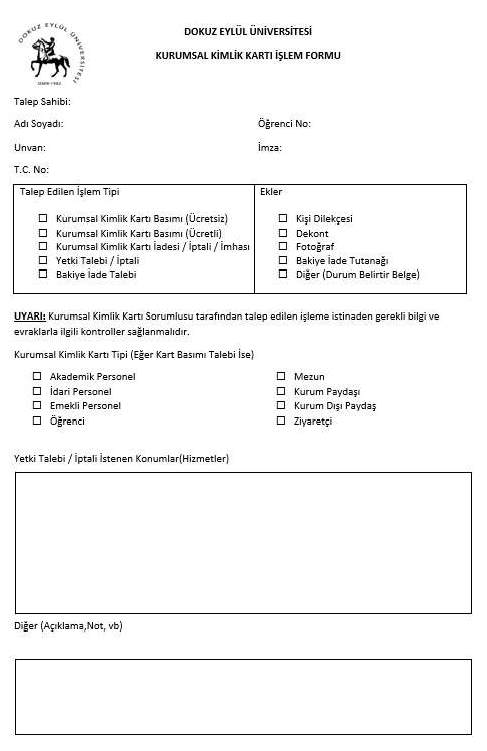 DOKUZ EYLÜL ÜNİVERSİTESİ
DOKUZ EYLÜL ÜNİVERSİTESİ
KURUMSAL KİMLİK KARTI İŞLEM FORMU
Talep Sahibi:
Adı Soyadı: Öğrenci No:
Unvan: İmza:
T.C. No:
Talep Edilen İşlem Tipi Ekler
Kurumsal Kimlik Kartı Basımı (Ücretsiz) Kişi Dilekçesi
Kurumsal Kimlik Kartı Basımı (Ücretli) Dekont
Kurumsal Kimlik Kartı İadesi / İptali / İmhası Fotoğraf
Yetki Talebi / İptali Bakiye İade Tutanağı
Bakiye İade Talebi Diğer (Durum Belirtir Belge)
UYARI: Kurumsal Kimlik Kartı Sorumlusu tarafından talep edilen işleme istinaden gerekli bilgi ve
evraklarla ilgili kontroller sağlanmalıdır.
Kurumsal Kimlik Kartı Tipi (Eğer Kart Basımı Talebi İse)
Akademik Personel Mezun
İdari Personel Kurum Paydaşı
Emekli Personel Kurum Dışı Paydaş
Öğrenci Ziyaretçi
Yetki Talebi / İptali İstenen Konumlar(Hizmetler)
Diğer (Açıklama,Not, vb)